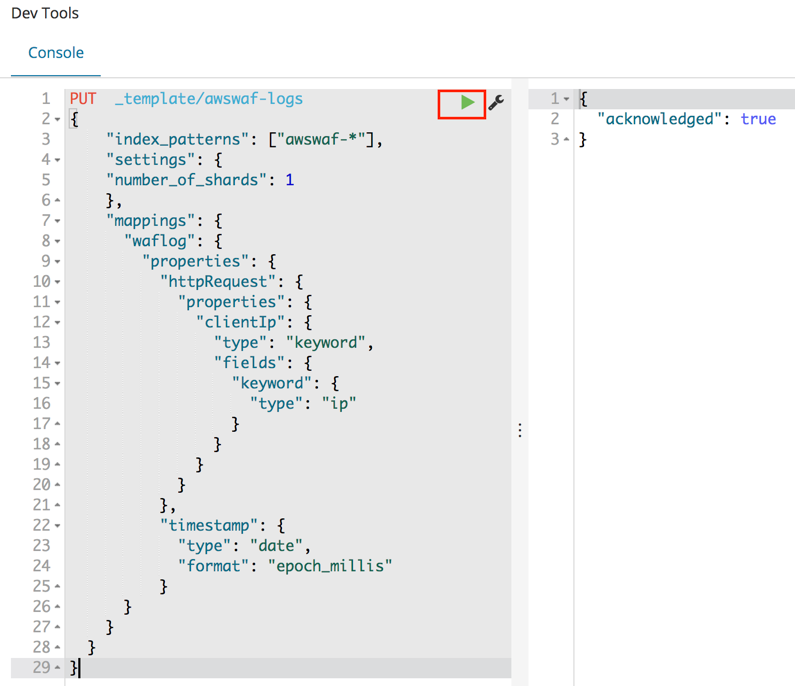 Dev Tools
Console
1 PUT _template/awswaf-logs
2 {
3 "index_patterns": ["awswaf-*"],
4 "settings": {
5 "number_of_shards": 1
6 },
7 "mappings": {
8 "waflog": {
9 "properties": {
10 "httpRequest": {
11 "properties": {
12 "clientIp": {
13 "type": "keyword",
14 "fields": {
15 "keyword": {
16 "type": "ip"
17 }
18 }
19 }
20 }
21 },
22 "timestamp": {
23 "type": "date",
24 "format": "epoch_millis"
25 }
26 }
27 }
28 }
29 }
1 {
2 "acknowledged": true
3 }